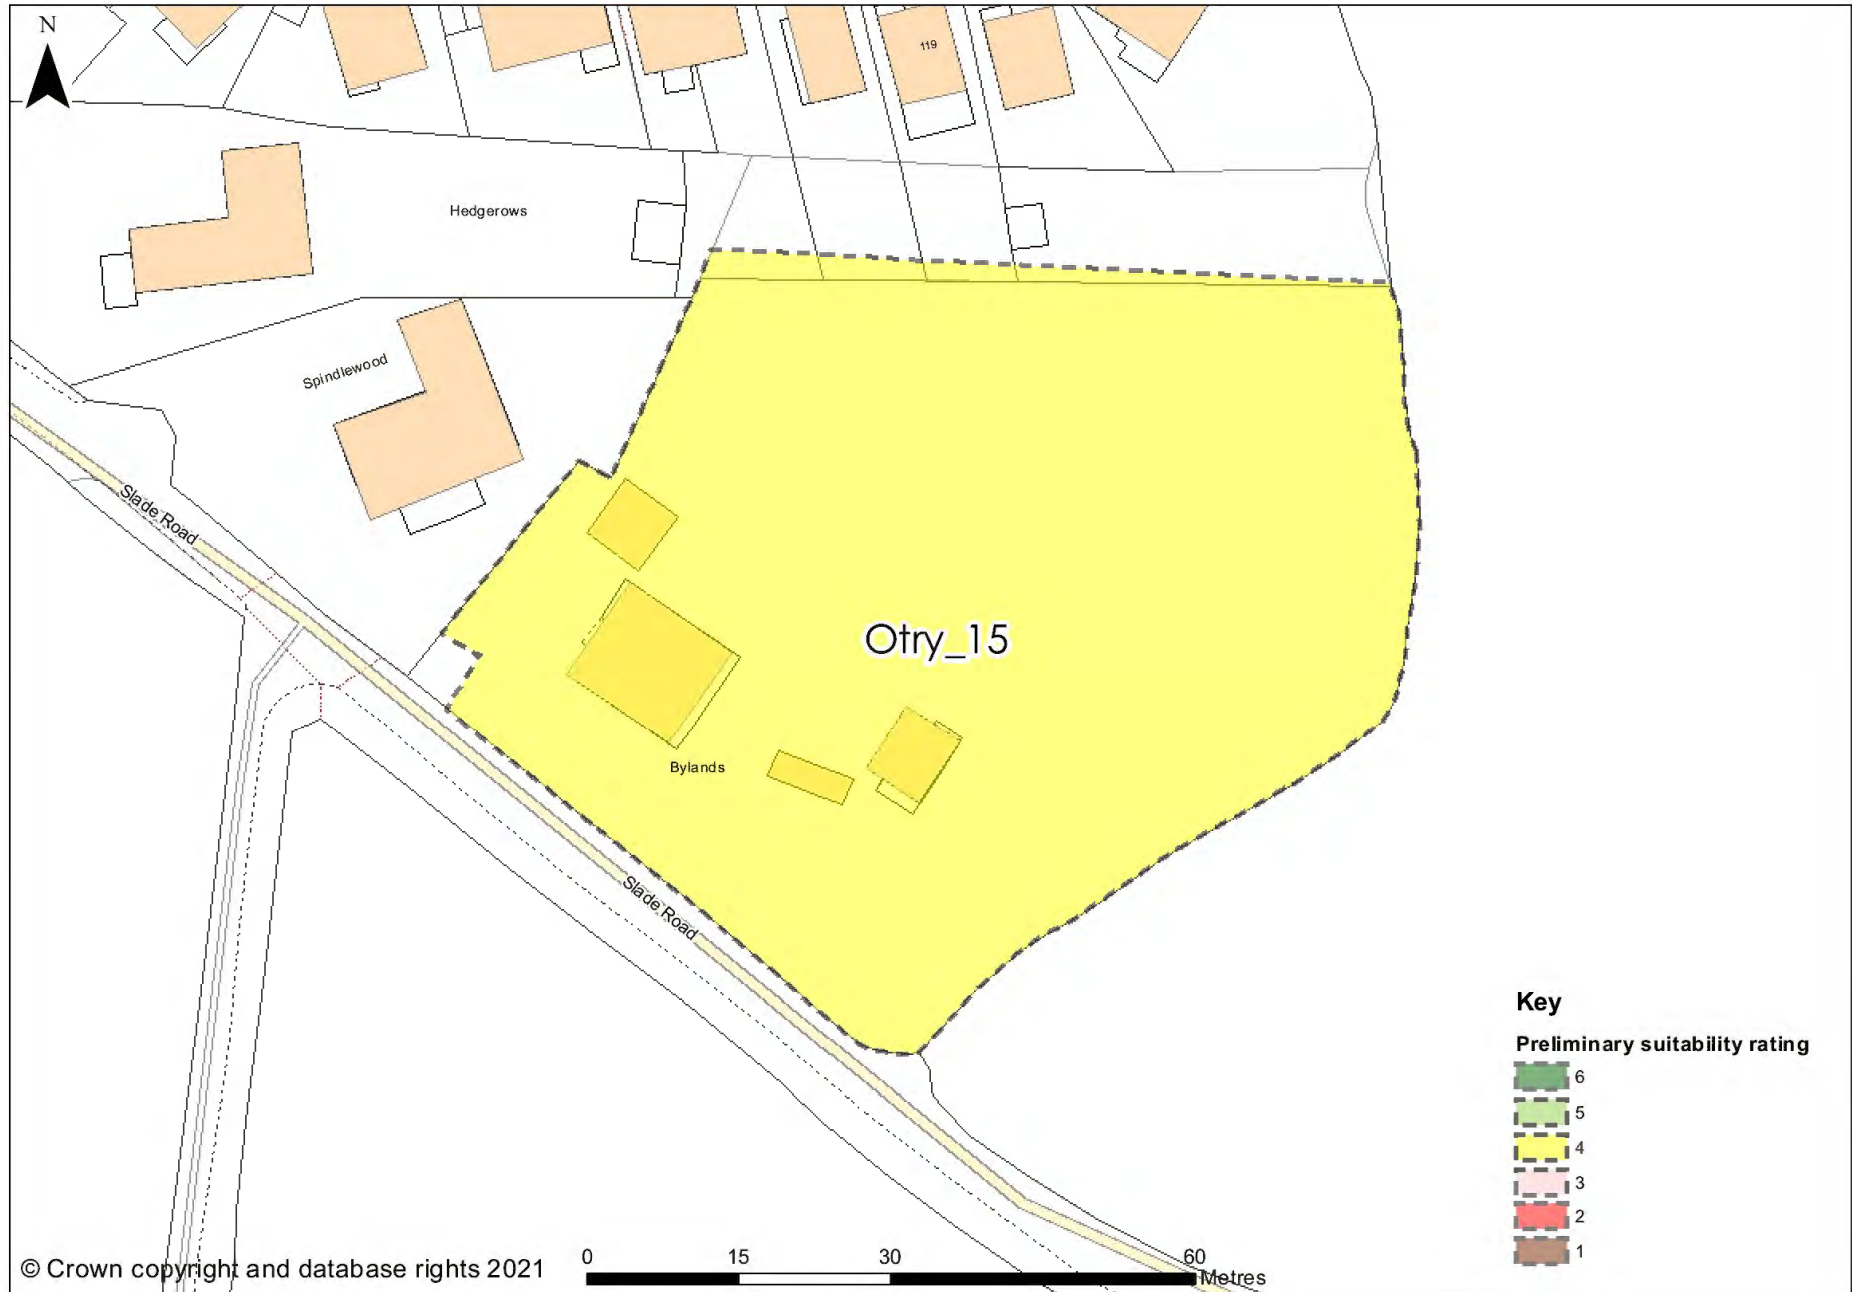 N
119
Hedgerows
Spindlewood
Slade Road
Otry_15
Bylands
Slade Road
Key
Preliminary suitability rating
6
5
4
3
2
1
0 15 30 60
Metres
© Crown copyright and database rights 2021